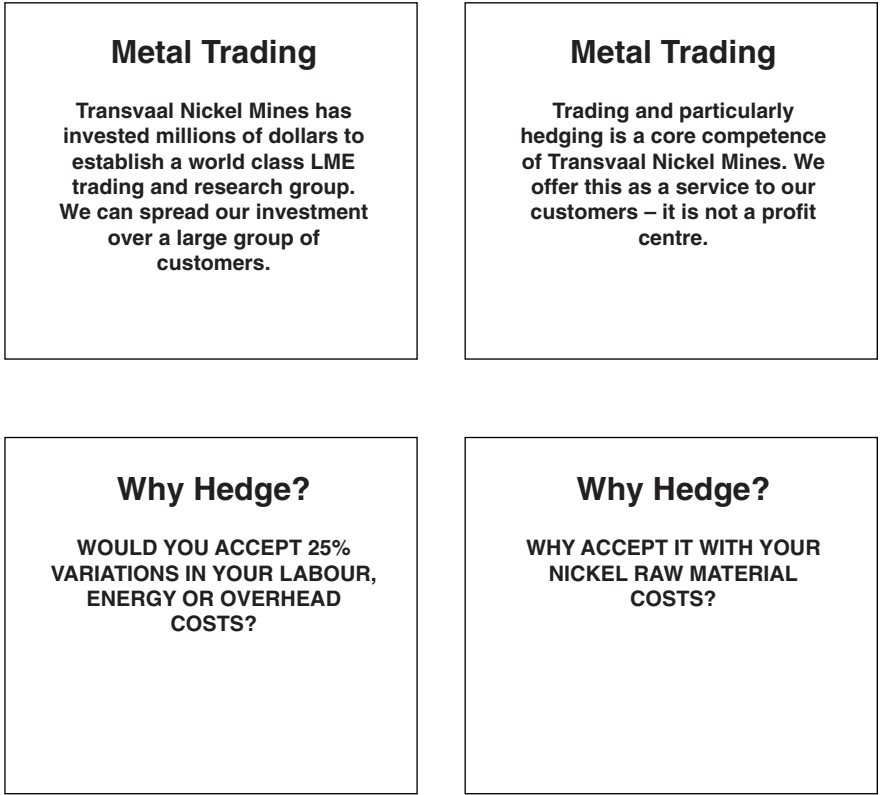 Metal Trading
Transvaal Nickel Mines has
invested millions of dollars to
establish a world class LME
trading and research group.
We can spread our investment
over a large group of
customers.
Metal Trading
Trading and particularly
hedging is a core competence
of Transvaal Nickel Mines. We
offer this as a service to our
customers – it is not a profit
centre.
Why Hedge?
WOULD YOU ACCEPT 25%
VARIATIONS IN YOUR LABOUR,
ENERGY OR OVERHEAD
COSTS?
Why Hedge?
WHY ACCEPT IT WITH YOUR
NICKEL RAW MATERIAL
COSTS?